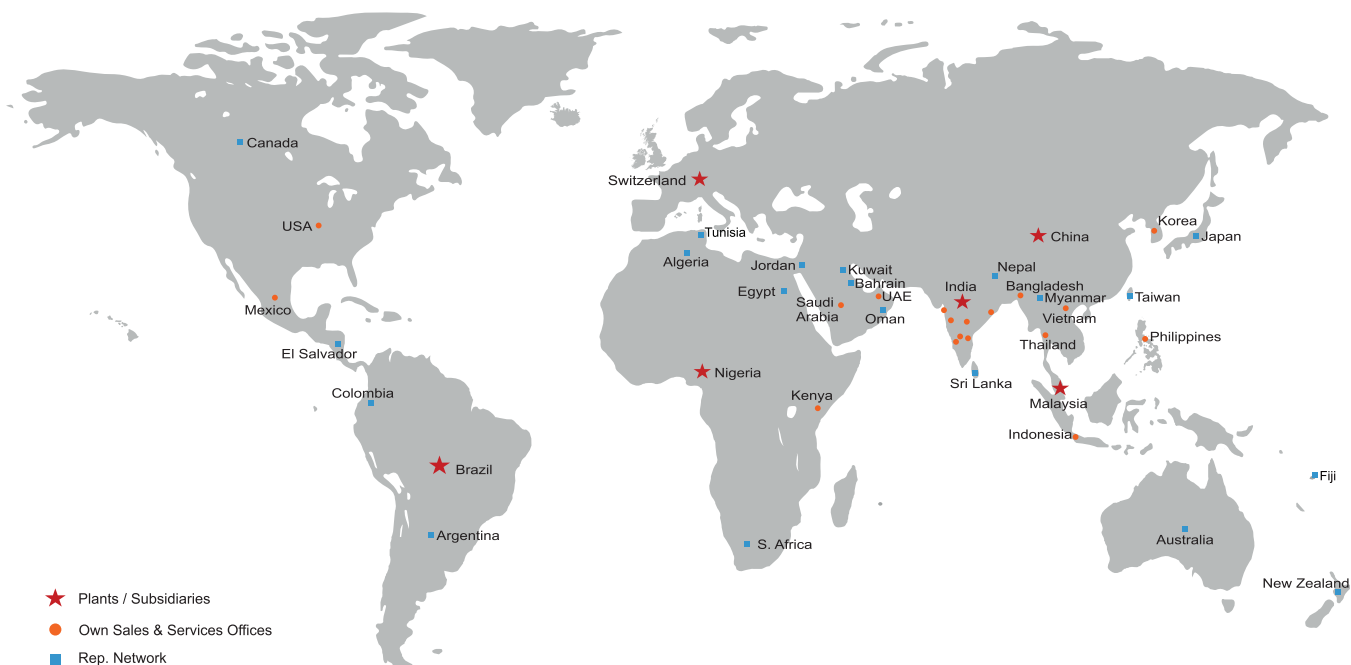 Canada
USA
Mexico
El Salvador
Colombia
Brazil
Argentina
Switzerland
Tunisia
Algeria
Jordan
Egypt
Kuwait
Bahrain
Saudi
Arabia
UAE
Oman
Nigeria
Kenya
S. Africa
India
Nepal
Bangladesh
Myanmar
Vietnam
Thailand
Sri Lanka
Malaysia
Indonesia
China
Korea
Japan
Taiwan
Philippines
Fiji
Australia
New Zealand
Plants / Subsidiaries
Own Sales & Services Offices
Rep. Network